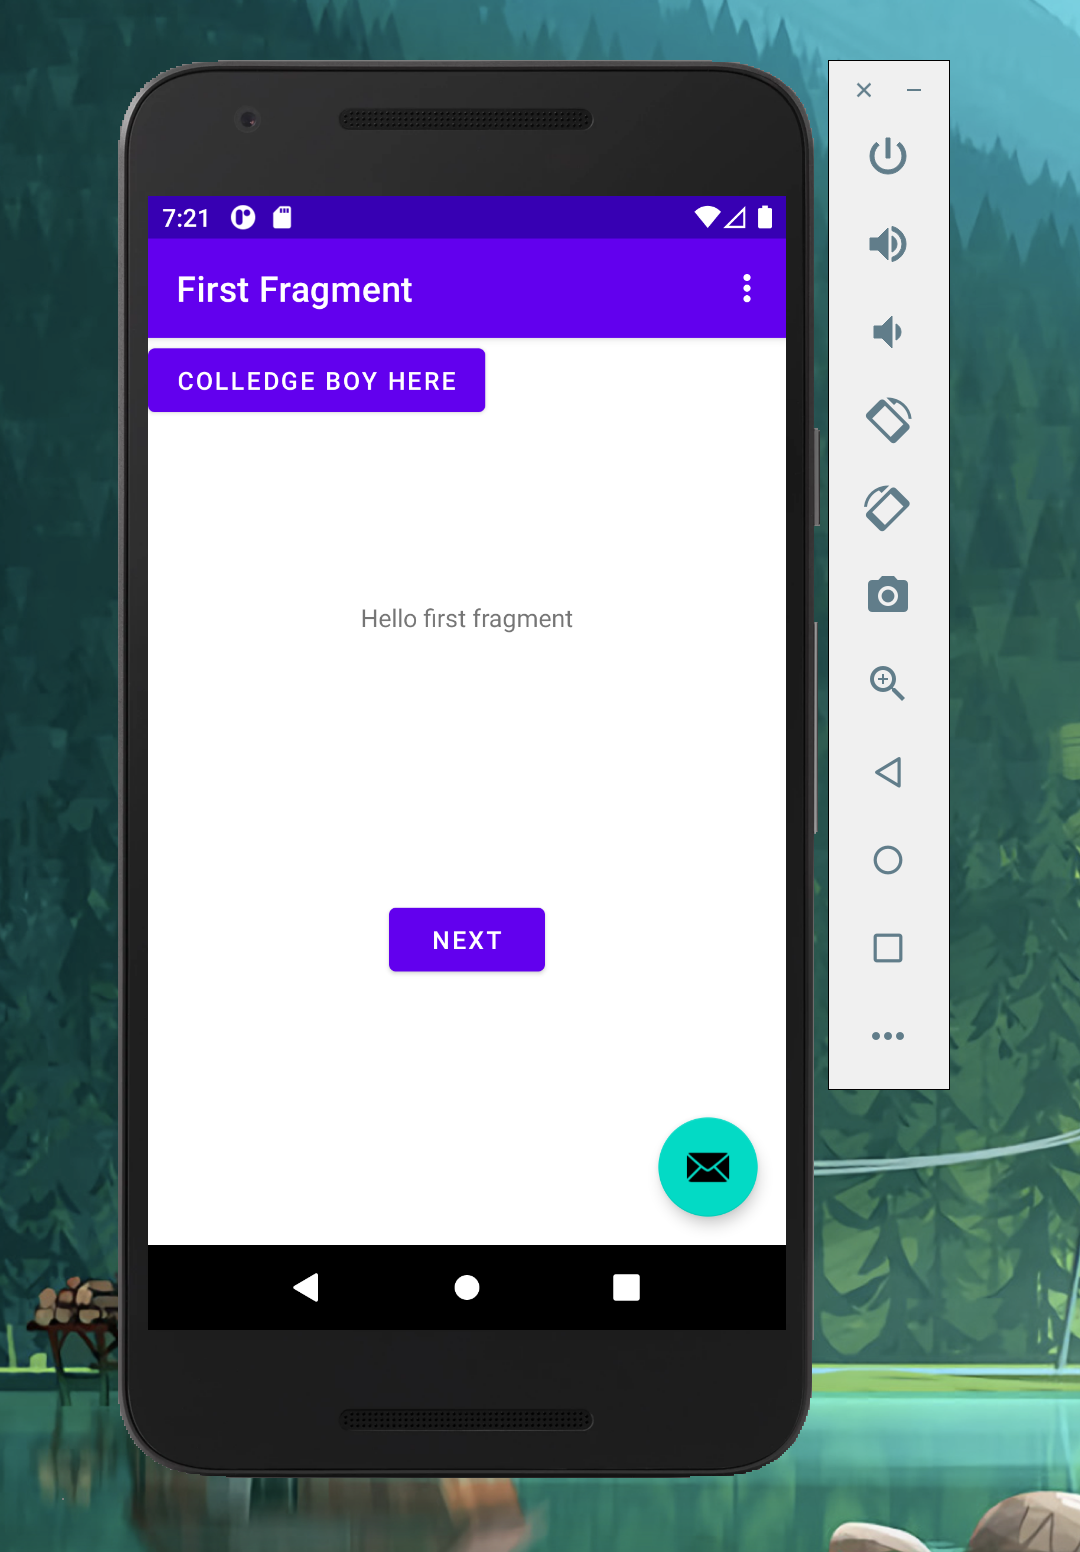 7:21
First Fragment
COLLEDGE BOY HERE
Hello first fragment
NEXT